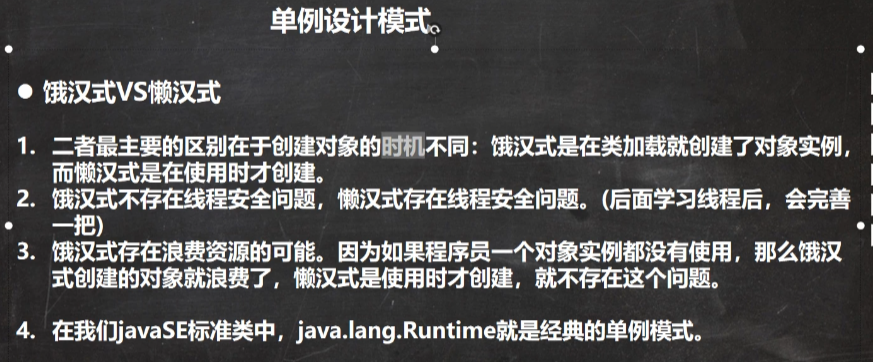 单例设计模式
● 饿汉式VS懒汉式
1. 二者最主要的区别在于创建对象的时机不同：饿汉式是在类加载就创建了对象实例，
而懒汉式是在使用时才创建。
2. 饿汉式不存在线程安全问题，懒汉式存在线程安全问题。(后面学习线程后，会完善
一把)
3. 饿汉式存在浪费资源的可能。因为如果程序员一个对象实例都没有使用，那么饿汉
式创建的对象就浪费了，懒汉式是使用时才创建，就不存在这个问题。
4. 在我们javaSE标准类中，java.lang.Runtime就是经典的单例模式。